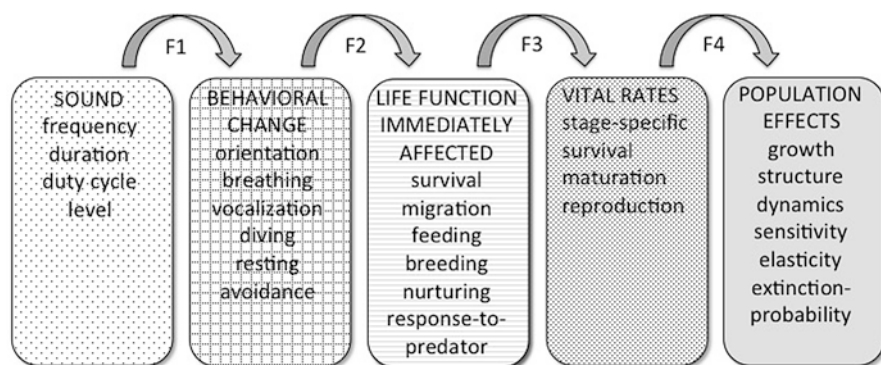 F1
F2
F3
F4
SOUND
frequency
duration
duty cycle
level
BEHAVIORAL
CHANGE
orientation
breathing
vocalization
diving
resting
avoidance
LIFE FUNCTION
IMMEDIATELY
AFFECTED
survival
migration
feeding
breeding
nurturing
response-to-
predator
VITAL RATES
stage-specific
survival
maturation
reproduction
POPULATION
EFFECTS
growth
structure
dynamics
sensitivity
elasticity
extinction-
probability